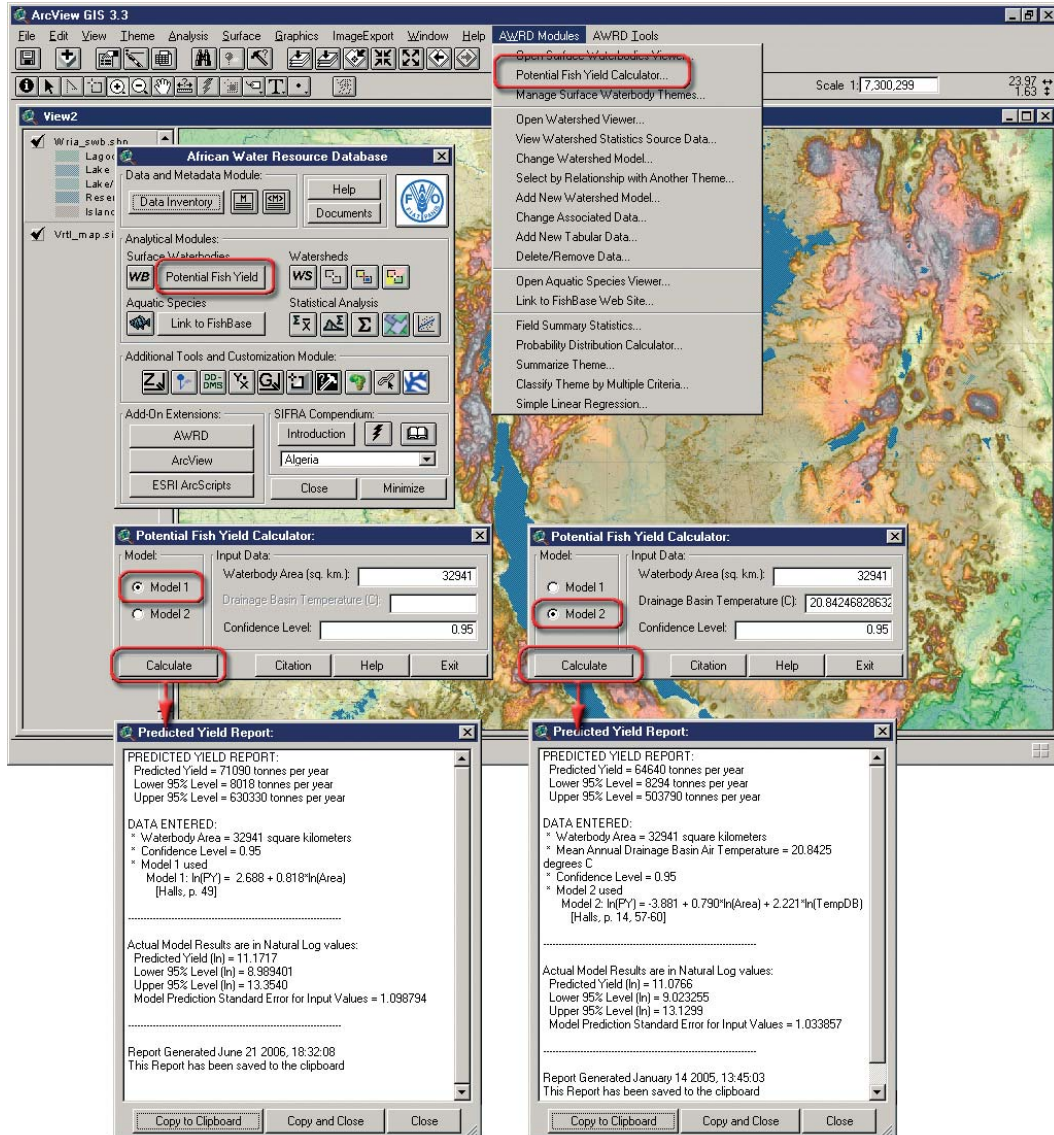 ArcView GIS 3.3
File Edit View Theme Analysis Surface Graphics ImageExport Window Help AWRD Modules AWRD Tools
Scale 1: 7,300,299
23.97
1.63
Open Surface Waterbodies Viewer...
Potential Fish Yield Calculator...
Manage Surface Waterbody Themes...
Open Watershed Viewer...
View Watershed Statistics Source Data...
Change Watershed Model...
Select by Relationship with Another Theme...
Add New Watershed Model...
Change Associated Data...
Add New Tabular Data...
Delete/Remove Data...
Open Aquatic Species Viewer...
Link to FishBase Web Site...
Field Summary Statistics...
Probability Distribution Calculator...
Summarize Theme...
Classify Theme by Multiple Criteria...
Simple Linear Regression...
View2
Wria_swb.shp
Lagoo
Lake
Lake/
Reser
Islanc
Vrtl_map.si
African Water Resource Database
Data and Metadata Module:
Data Inventory
M
<M>
Help
Documents
FAO
FIAT PANIS
Analytical Modules:
Surface Waterbodies
Watersheds
WB
Potential Fish Yield
WS
Aquatic Species
Statistical Analysis
Link to FishBase
Additional Tools and Customization Module:
Add-On Extensions:
SIFRA Compendium:
AWRD
Introduction
ArcView
Algeria
ESRI ArcScripts
Close
Minimize
Potential Fish Yield Calculator:
Model:
Input Data:
Model 1
Waterbody Area (sq. km.): 32941
Drainage Basin Temperature (C):
Model 2
Confidence Level: 0.95
Calculate Citation Help Exit
Potential Fish Yield Calculator:
Model:
Input Data:
Model 1
Waterbody Area (sq. km.): 32941
Drainage Basin Temperature (C): 20.84246828632
Model 2
Confidence Level: 0.95
Calculate Citation Help Exit
Predicted Yield Report:
PREDICTED YIELD REPORT:
Predicted Yield = 71090 tonnes per year
Lower 95% Level = 8018 tonnes per year
Upper 95% Level = 630330 tonnes per year
DATA ENTERED:
* Waterbody Area = 32941 square kilometers
* Confidence Level = 0.95
* Model 1 used
Model 1: ln(PY) = 2.688 + 0.818*ln(Area)
[Halls, p. 49]
Actual Model Results are in Natural Log values:
Predicted Yield (ln) = 11.1717
Lower 95% Level (ln) = 8.989401
Upper 95% Level (ln) = 13.3540
Model Prediction Standard Error for Input Values = 1.098794
Report Generated June 21 2006, 18:32:08
This Report has been saved to the clipboard
Copy to Clipboard Copy and Close Close
Predicted Yield Report:
PREDICTED YIELD REPORT:
Predicted Yield = 64640 tonnes per year
Lower 95% Level = 8294 tonnes per year
Upper 95% Level = 503790 tonnes per year
DATA ENTERED:
* Waterbody Area = 32941 square kilometers
* Mean Annual Drainage Basin Air Temperature = 20.8425
degrees C
* Confidence Level = 0.95
* Model 2 used
Model 2: ln(PY) = -3.881 + 0.790*ln(Area) + 2.221*ln(TempDB)
[Halls, p. 14, 57-60]
Actual Model Results are in Natural Log values:
Predicted Yield (ln) = 11.0766
Lower 95% Level (ln) = 9.023255
Upper 95% Level (ln) = 13.1299
Model Prediction Standard Error for Input Values = 1.033857
Report Generated January 14 2005, 13:45:03
This Report has been saved to the clipboard
Copy to Clipboard Copy and Close Close